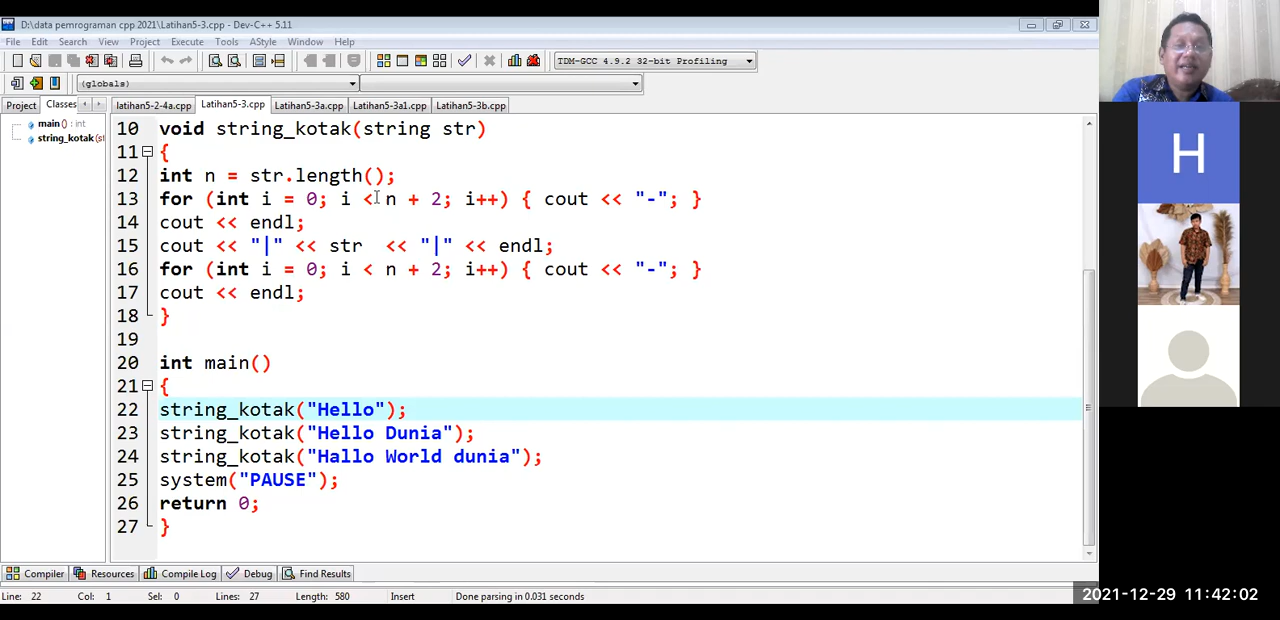 D:\data pemrograman cpp 2021\Latihan5-3.cpp - Dev-C++ 5.11
File Edit Search View Project Execute Tools AStyle Window Help
TDM-GCC 4.9.2 32-bit Profiling
(globals)
Project Classes latihan5-2-4a.cpp Latihan5-3.cpp Latihan5-3a.cpp Latihan5-3a1.cpp Latihan5-3b.cpp
main() : int
string_kotak(st
10 void string_kotak(string str)
11 {
12 int n = str.length();
13 for (int i = 0; i < n + 2; i++) { cout << "-"; }
14 cout << endl;
15 cout << "|" << str  << "|" << endl;
16 for (int i = 0; i < n + 2; i++) { cout << "-"; }
17 cout << endl;
18 }
19
20 int main()
21 {
22 string_kotak("Hello");
23 string_kotak("Hello Dunia");
24 string_kotak("Hallo World dunia");
25 system("PAUSE");
26 return 0;
27 }
H
Compiler Resources Compile Log Debug Find Results
Line: 22 Col: 1 Sel: 0 Lines: 27 Length: 580 Insert Done parsing in 0.031 seconds
2021-12-29 11:42:02